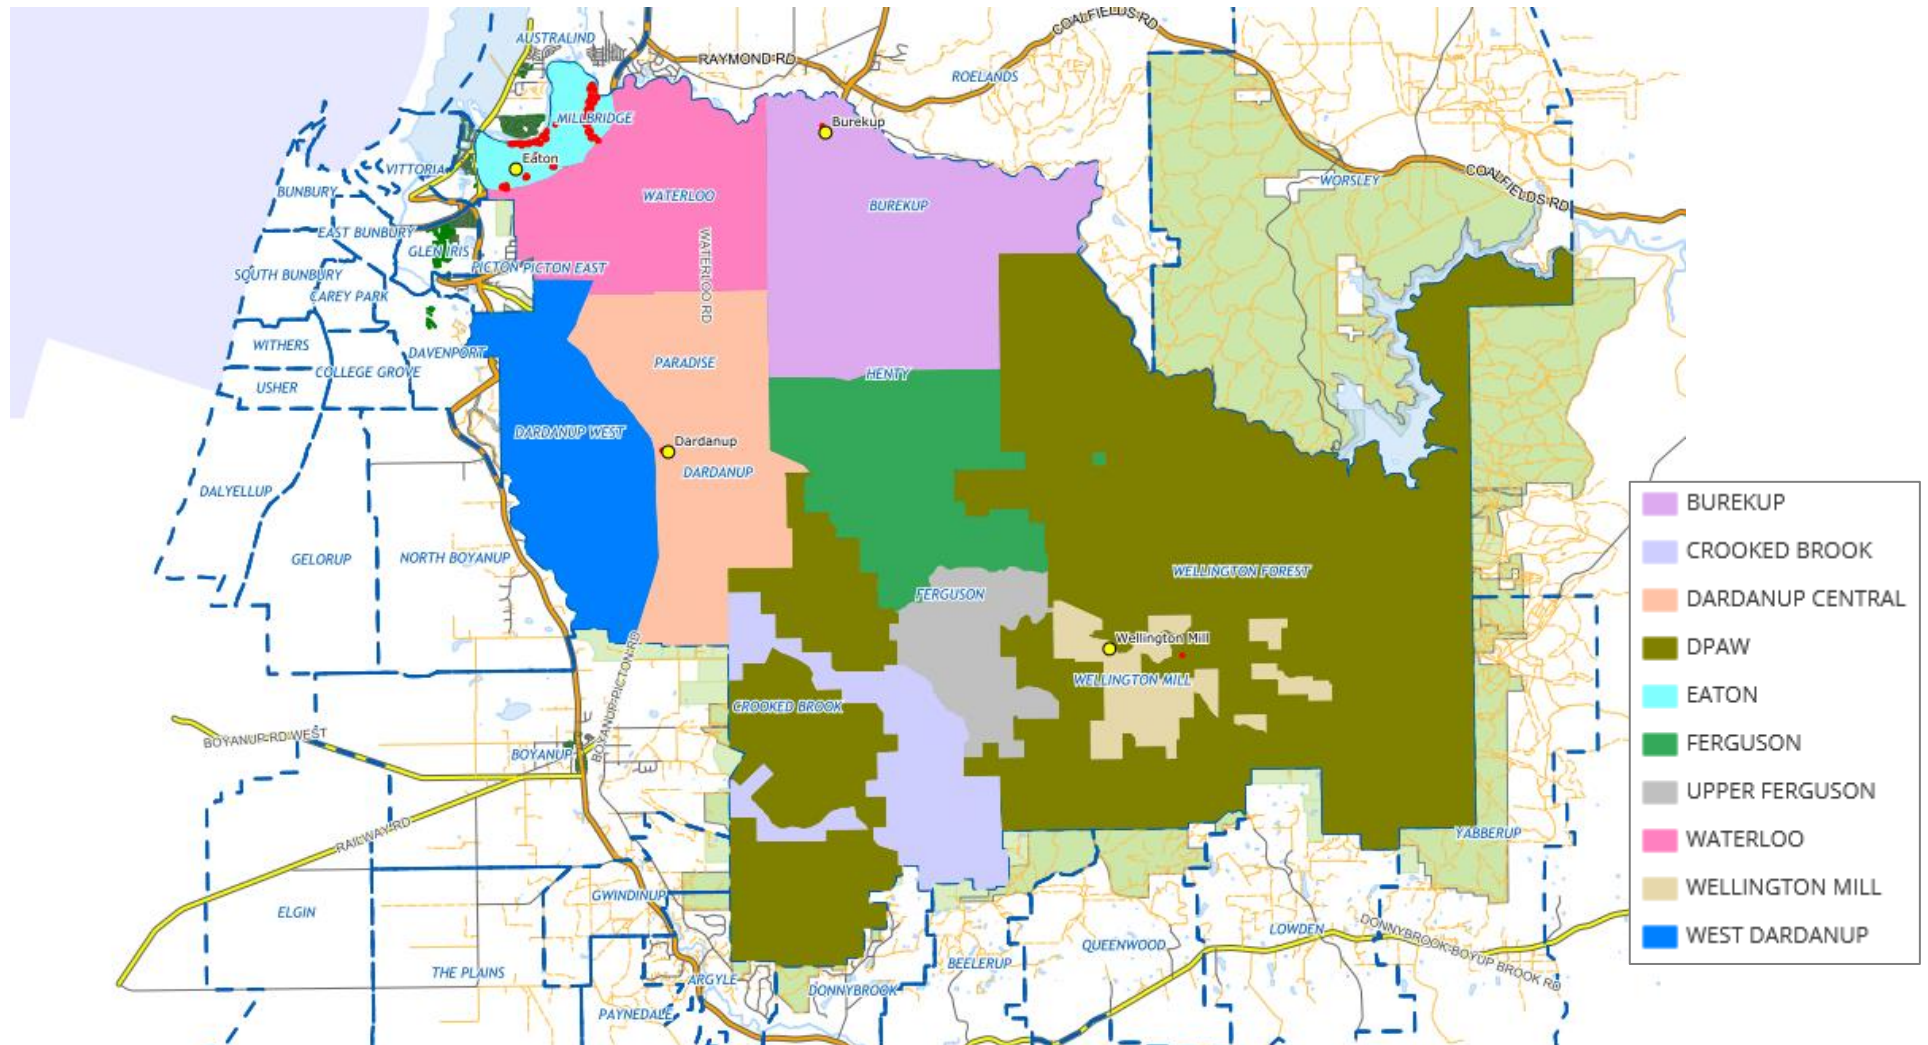 AUSTRALIND
COALFIELDS RD
RAYMOND RD
ROELANDS
MILLBRIDGE
Burekup
Eaton
VITTORIA
BUNBURY
WATERLOO
BUREKUP
WORSLEY
COALFIELDS RD
EAST BUNBURY
GLEN IRIS
WATERLOO RD
SOUTH BUNBURY
PICTON PICTON EAST
CAREY PARK
WITHERS
DAVENPORT
PARADISE
HENTY
COLLEGE GROVE
USHER
DARDANUP WEST
Dardanup
DARDANUP
DALYELLUP
GELORUP
NORTH BOYANUP
WELLINGTON FOREST
FERGUSON
Wellington Mill
WELLINGTON MILL
BOYANUP-PICTON RD
CROOKED BROOK
BOYANUP-RD WEST
BOYANUP
RAILWAY RD
YABBERUP
GWINDINUP
ELGIN
LOWDEN
DONNYBROOK-BOYUP BROOK RD
QUEENWOOD
BEELERUP
THE PLAINS
ARGYLE
DONNYBROOK
PAYNEDALE
BUREKUP
CROOKED BROOK
DARDANUP CENTRAL
DPAW
EATON
FERGUSON
UPPER FERGUSON
WATERLOO
WELLINGTON MILL
WEST DARDANUP